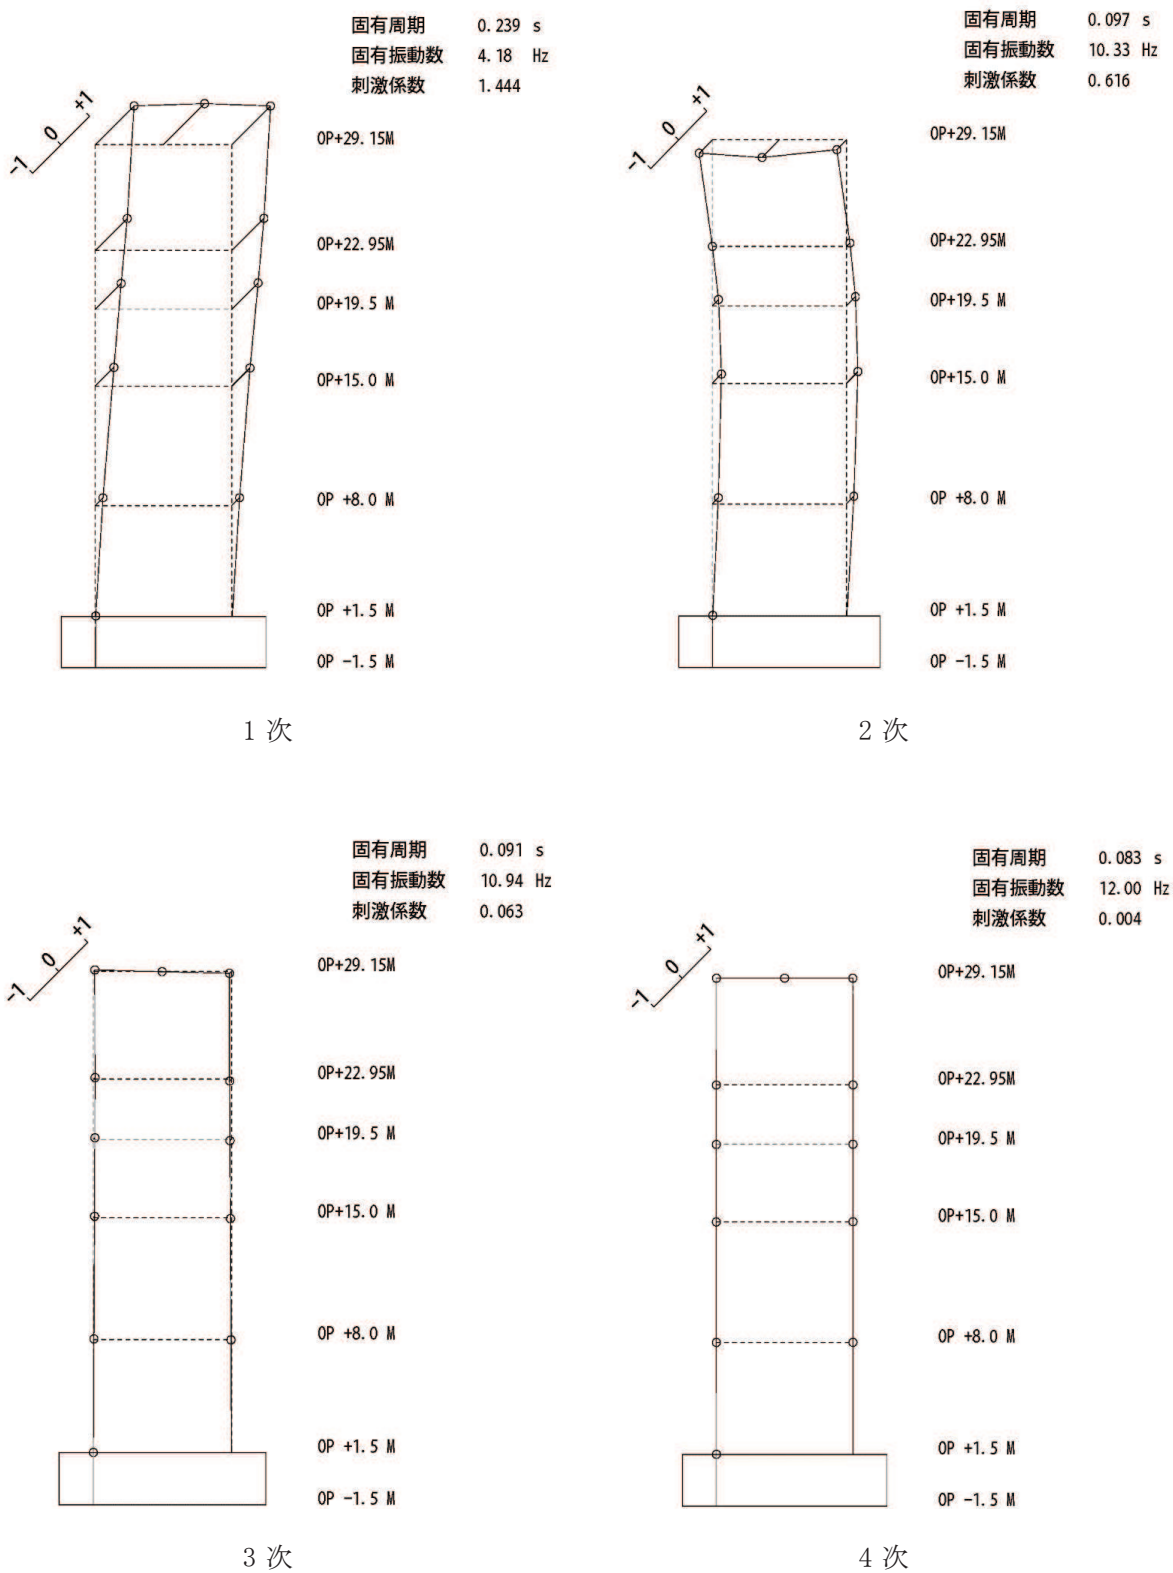 固有周期 0.239 s
固有振動数 4.18 Hz
刺激係数 1.444
-1 0 +1
OP+29.15M
OP+22.95M
OP+19.5 M
OP+15.0 M
OP +8.0 M
OP +1.5 M
OP -1.5 M
1次
固有周期 0.097 s
固有振動数 10.33 Hz
刺激係数 0.616
-1 0 +1
OP+29.15M
OP+22.95M
OP+19.5 M
OP+15.0 M
OP +8.0 M
OP +1.5 M
OP -1.5 M
2次
固有周期 0.091 s
固有振動数 10.94 Hz
刺激係数 0.063
-1 0 +1
OP+29.15M
OP+22.95M
OP+19.5 M
OP+15.0 M
OP +8.0 M
OP +1.5 M
OP -1.5 M
3次
固有周期 0.083 s
固有振動数 12.00 Hz
刺激係数 0.004
-1 0 +1
OP+29.15M
OP+22.95M
OP+19.5 M
OP+15.0 M
OP +8.0 M
OP +1.5 M
OP -1.5 M
4次